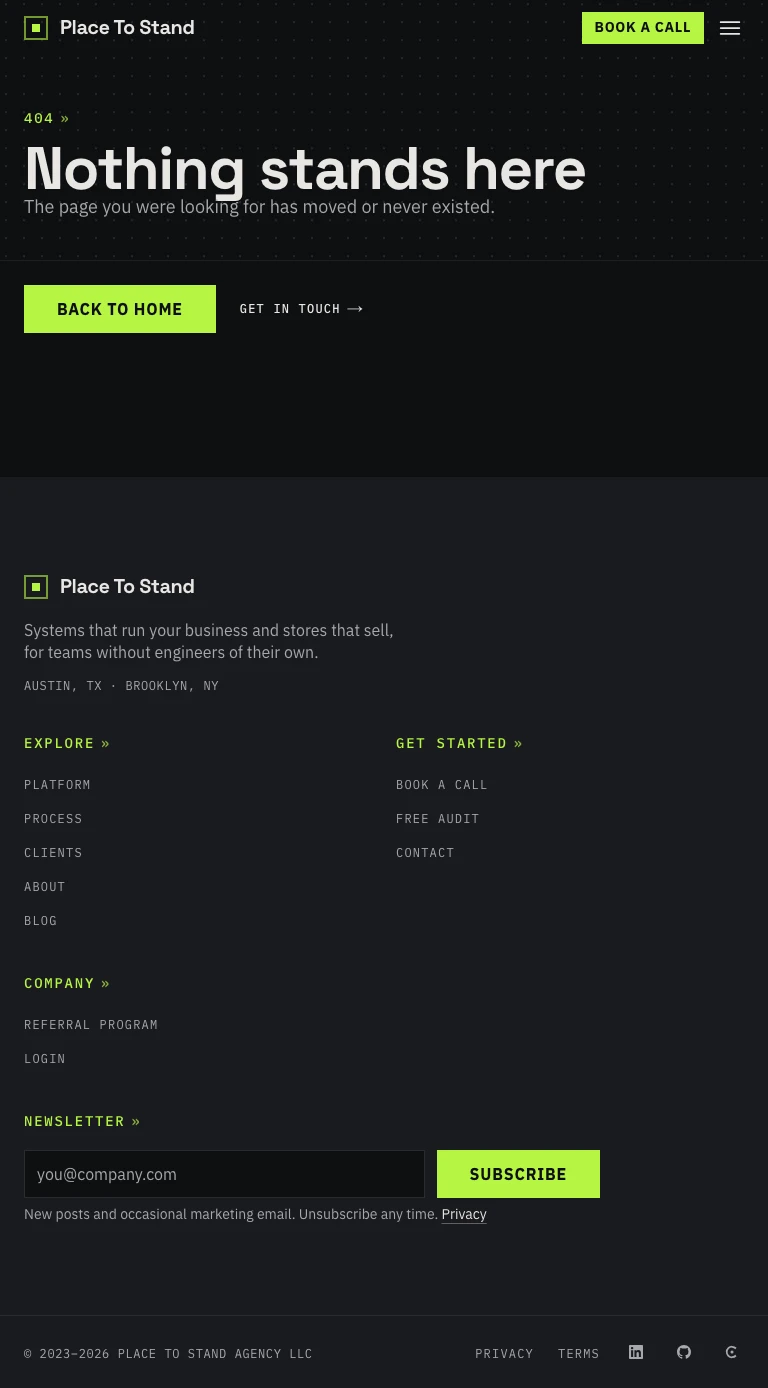 Place To Stand
BOOK A CALL
404 »
Nothing stands here
The page you were looking for has moved or never existed.
BACK TO HOME
GET IN TOUCH →
Place To Stand
Systems that run your business and stores that sell,
for teams without engineers of their own.
AUSTIN, TX · BROOKLYN, NY
EXPLORE »
PLATFORM
PROCESS
CLIENTS
ABOUT
BLOG
GET STARTED »
BOOK A CALL
FREE AUDIT
CONTACT
COMPANY »
REFERRAL PROGRAM
LOGIN
NEWSLETTER »
you@company.com
SUBSCRIBE
New posts and occasional marketing email. Unsubscribe any time. Privacy
© 2023–2026 PLACE TO STAND AGENCY LLC
PRIVACY
TERMS